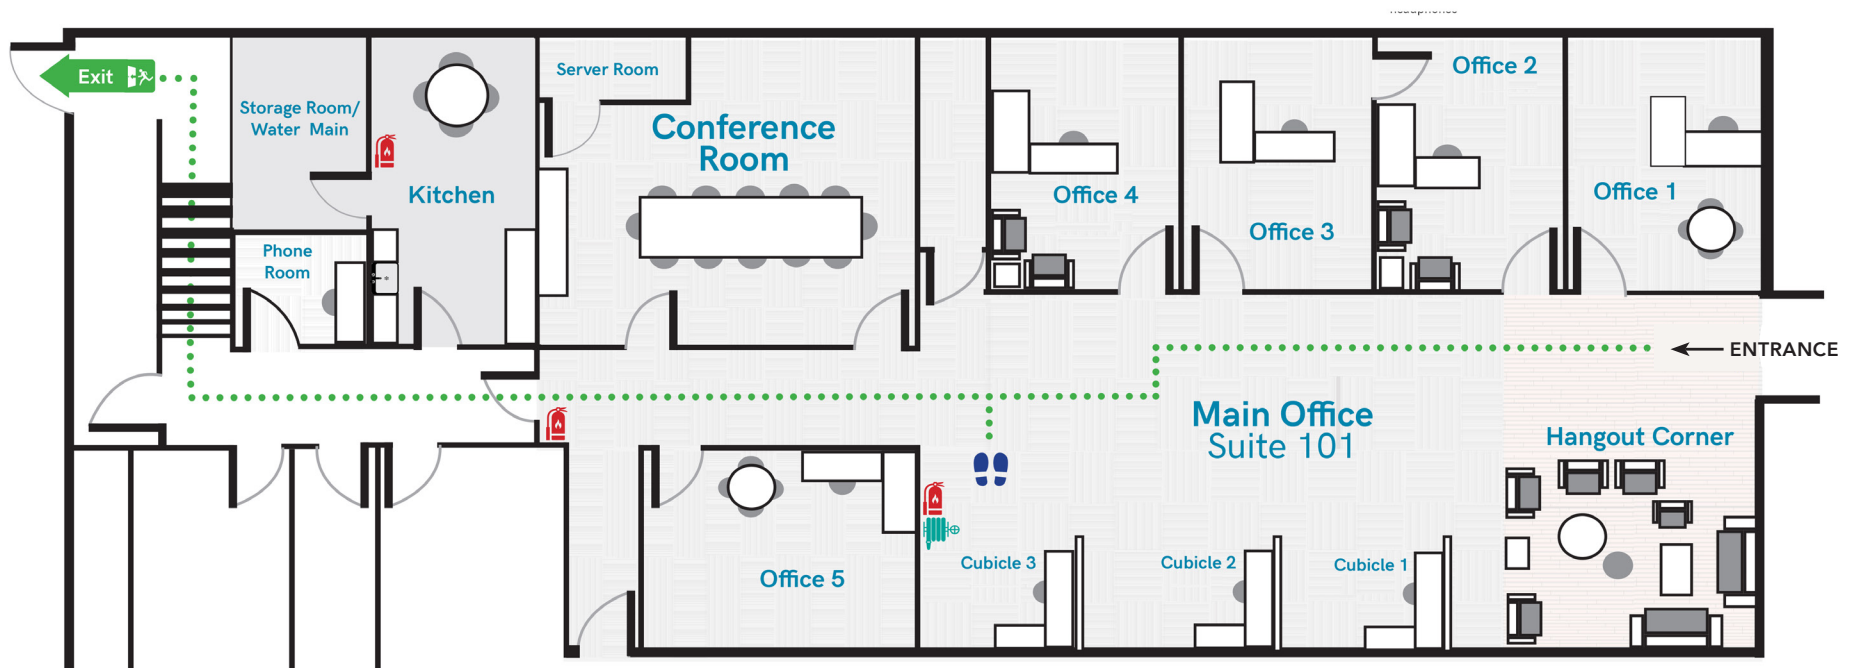 Exit
Storage Room/
Water Main
Phone
Room
Kitchen
Server Room
Conference
Room
Office 4
Office 3
Office 2
Office 1
ENTRANCE
Main Office
Suite 101
Hangout Corner
Office 5
Cubicle 3
Cubicle 2
Cubicle 1